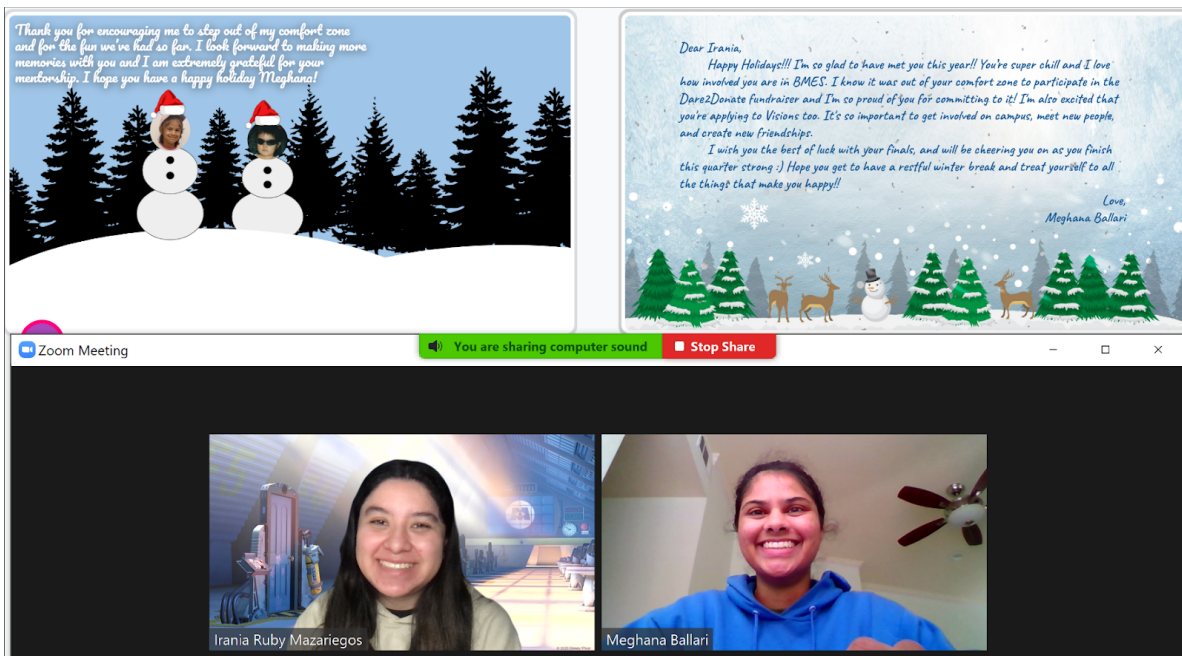 Thank you for encouraging me to step out of my comfort zone
and for the fun we've had so far. I look forward to making more
memories with you and I am extremely grateful for your
mentorship. I hope you have a happy holiday Meghana!
Dear Irania,
Happy Holidays!!! I'm so glad to have met you this year!! You're super chill and I love
how involved you are in BMES. I know it was out of your comfort zone to participate in the
Dare2Donate fundraiser and I'm so proud of you for committing to it! I'm also excited that
you're applying to Visions too. It's so important to get involved on campus, meet new people,
and create new friendships.
I wish you the best of luck with your finals, and will be cheering you on as you finish
this quarter strong :) Hope you get to have a restful winter break and treat yourself to all
the things that make you happy!!
Love,
Meghana Ballari
Zoom Meeting
You are sharing computer sound
Stop Share
Irania Ruby Mazariegos
Meghana Ballari